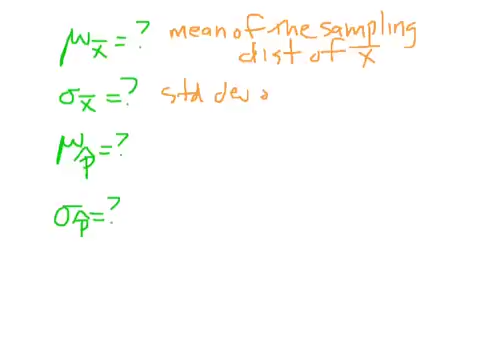 μx̄ = ? mean of the sampling
dist of x̄
σx̄ = ? std dev
μp̂ = ?
σp̂ = ?